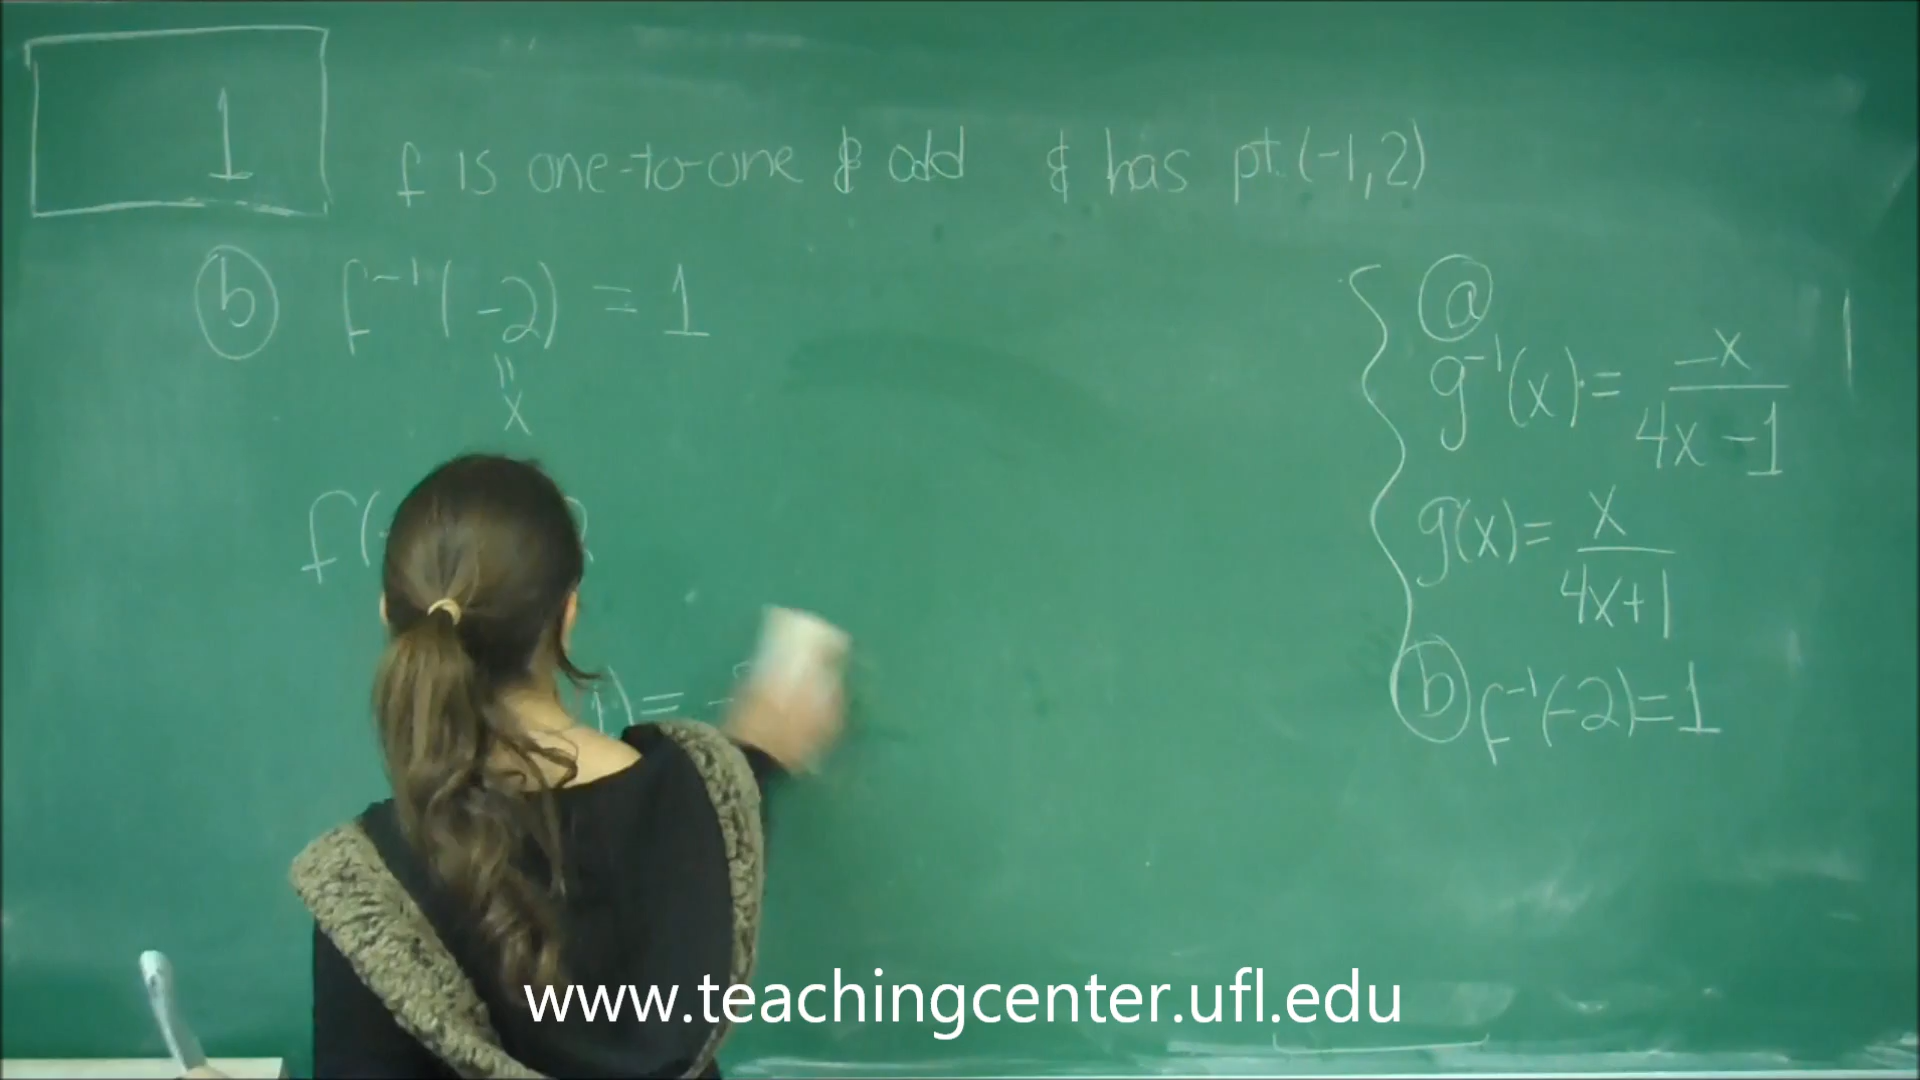 1
f is one-to-one & odd & has pt. (-1,2)
b f⁻¹(-2) = 1
=
x
f(-
1) = -
a
g⁻¹(x) = -x / 4x-1
g(x) = x / 4x+1
b f⁻¹(-2)=1
www.teachingcenter.ufl.edu